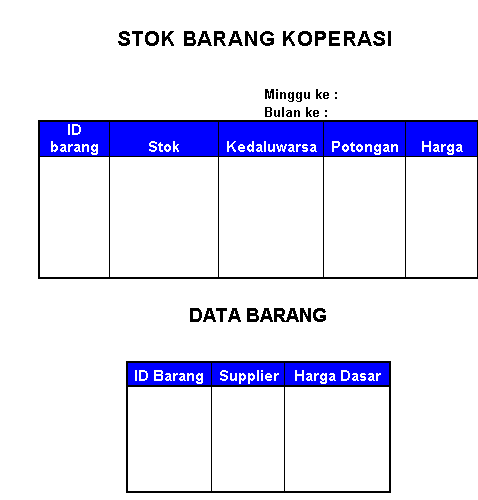 STOK BARANG KOPERASI
Minggu ke :
Bulan ke :
ID barang Stok Kedaluwarsa Potongan Harga
DATA BARANG
ID Barang Supplier Harga Dasar